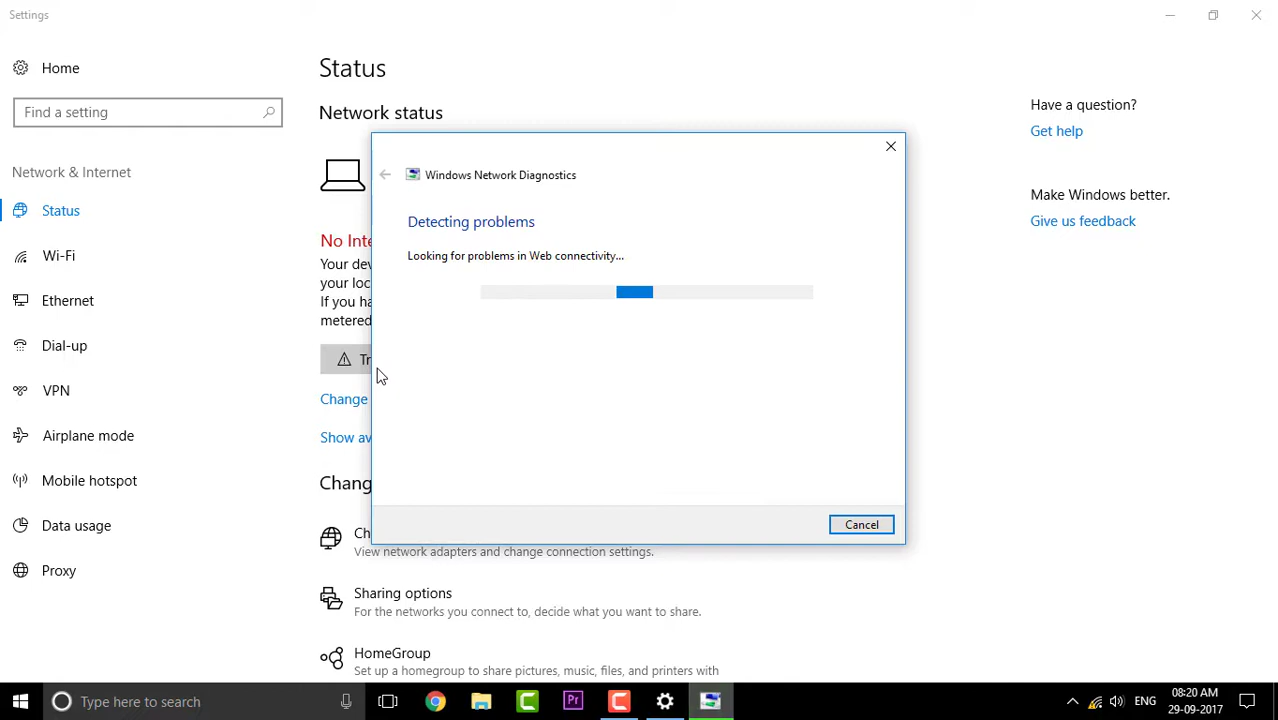 Settings
Home
Find a setting
Network & Internet
Status
Wi-Fi
Ethernet
Dial-up
VPN
Airplane mode
Mobile hotspot
Data usage
Proxy
Status
Network status
No Inte
Your dev
your loc
If you ha
metered
Tr
Change
Show av
Chang
Ch
View network adapters and change connection settings.
Sharing options
For the networks you connect to, decide what you want to share.
HomeGroup
Set up a homegroup to share pictures, music, files, and printers with
Windows Network Diagnostics
Detecting problems
Looking for problems in Web connectivity...
Cancel
Have a question?
Get help
Make Windows better.
Give us feedback
Type here to search
Pr
ENG
08:20 AM
29-09-2017